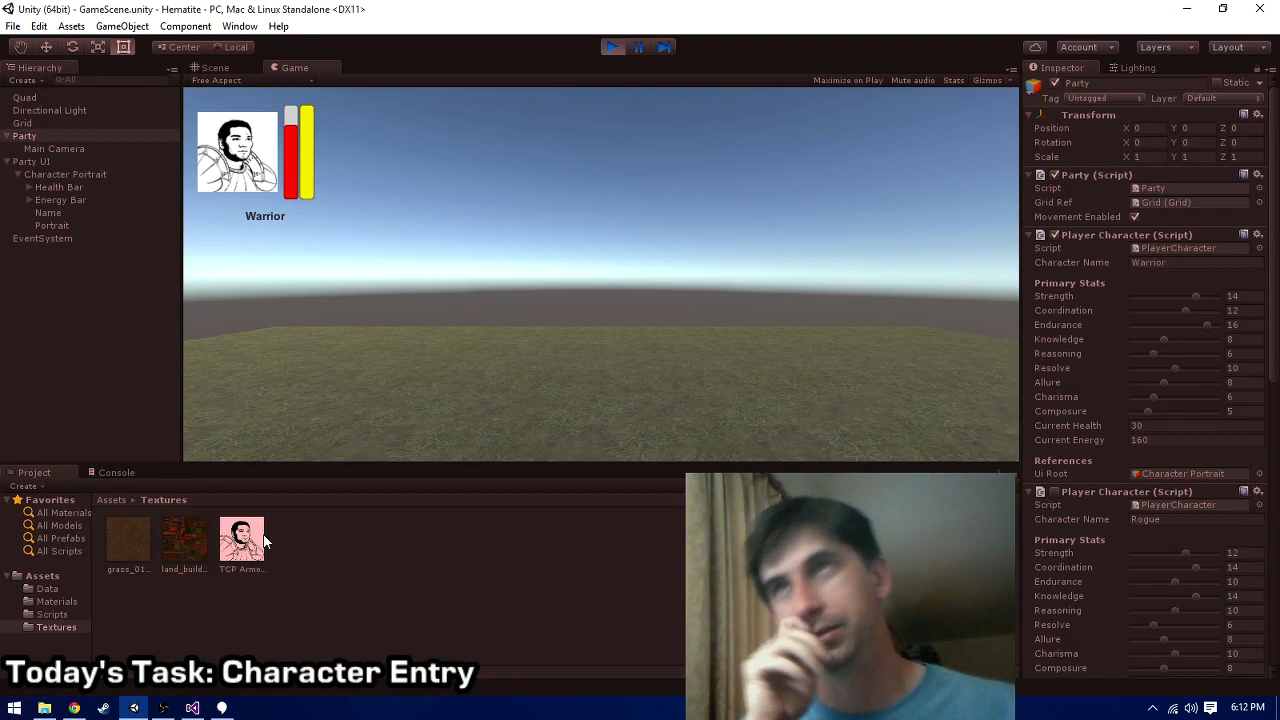 Unity (64bit) - GameScene.unity - Hematite - PC, Mac & Linux Standalone <DX11>
File Edit Assets GameObject Component Window Help
Center Local
Account Layers Layout
Hierarchy
Create All
Quad
Directional Light
Grid
Party
Main Camera
Party UI
Character Portrait
Health Bar
Energy Bar
Name
Portrait
EventSystem
Scene Game
Free Aspect Maximize on Play Mute audio Stats Gizmos
Warrior
Inspector Lighting
Party Static
Tag Untagged Layer Default
Transform
Position X 0 Y 0 Z 0
Rotation X 0 Y 0 Z 0
Scale X 1 Y 1 Z 1
Party (Script)
Script Party
Grid Ref Grid (Grid)
Movement Enabled
Player Character (Script)
Script PlayerCharacter
Character Name Warrior
Primary Stats
Strength 14
Coordination 12
Endurance 16
Knowledge 8
Reasoning 6
Resolve 10
Allure 8
Charisma 6
Composure 5
Current Health 30
Current Energy 160
References
Ui Root Character Portrait
Player Character (Script)
Script PlayerCharacter
Character Name Rogue
Primary Stats
Strength 12
Coordination 14
Endurance 10
Knowledge 14
Reasoning 10
Resolve 6
Allure 8
Charisma 10
Composure 8
Project Console
Create
Favorites
All Materials
All Models
All Prefabs
All Scripts
Assets
Data
Materials
Scripts
Textures
Assets Textures
grass_01... land_build... TCP Armo...
Today's Task: Character Entry
6:12 PM